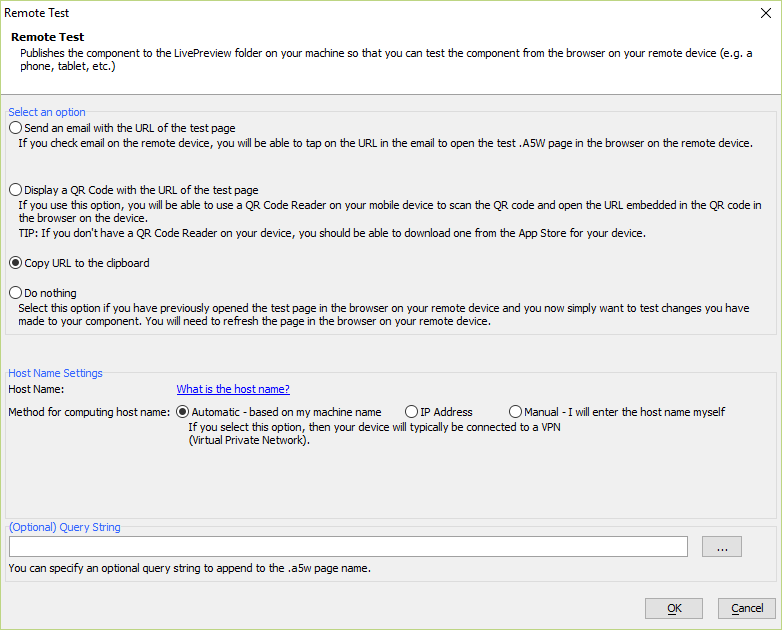 Remote Test
Remote Test
Publishes the component to the LivePreview folder on your machine so that you can test the component from the browser on your remote device (e.g. a
phone, tablet, etc.)
Select an option
Send an email with the URL of the test page
If you check email on the remote device, you will be able to tap on the URL in the email to open the test .A5W page in the browser on the remote device.
Display a QR Code with the URL of the test page
If you use this option, you will be able to use a QR Code Reader on your mobile device to scan the QR code and open the URL embedded in the QR code in
the browser on the device.
TIP: If you don't have a QR Code Reader on your device, you should be able to download one from the App Store for your device.
Copy URL to the clipboard
Do nothing
Select this option if you have previously opened the test page in the browser on your remote device and you now simply want to test changes you have
made to your component. You will need to refresh the page in the browser on your remote device.
Host Name Settings
Host Name: What is the host name?
Method for computing host name: Automatic - based on my machine name IP Address Manual - I will enter the host name myself
If you select this option, then your device will typically be connected to a VPN
(Virtual Private Network).
(Optional) Query String
...
You can specify an optional query string to append to the .a5w page name.
OK Cancel